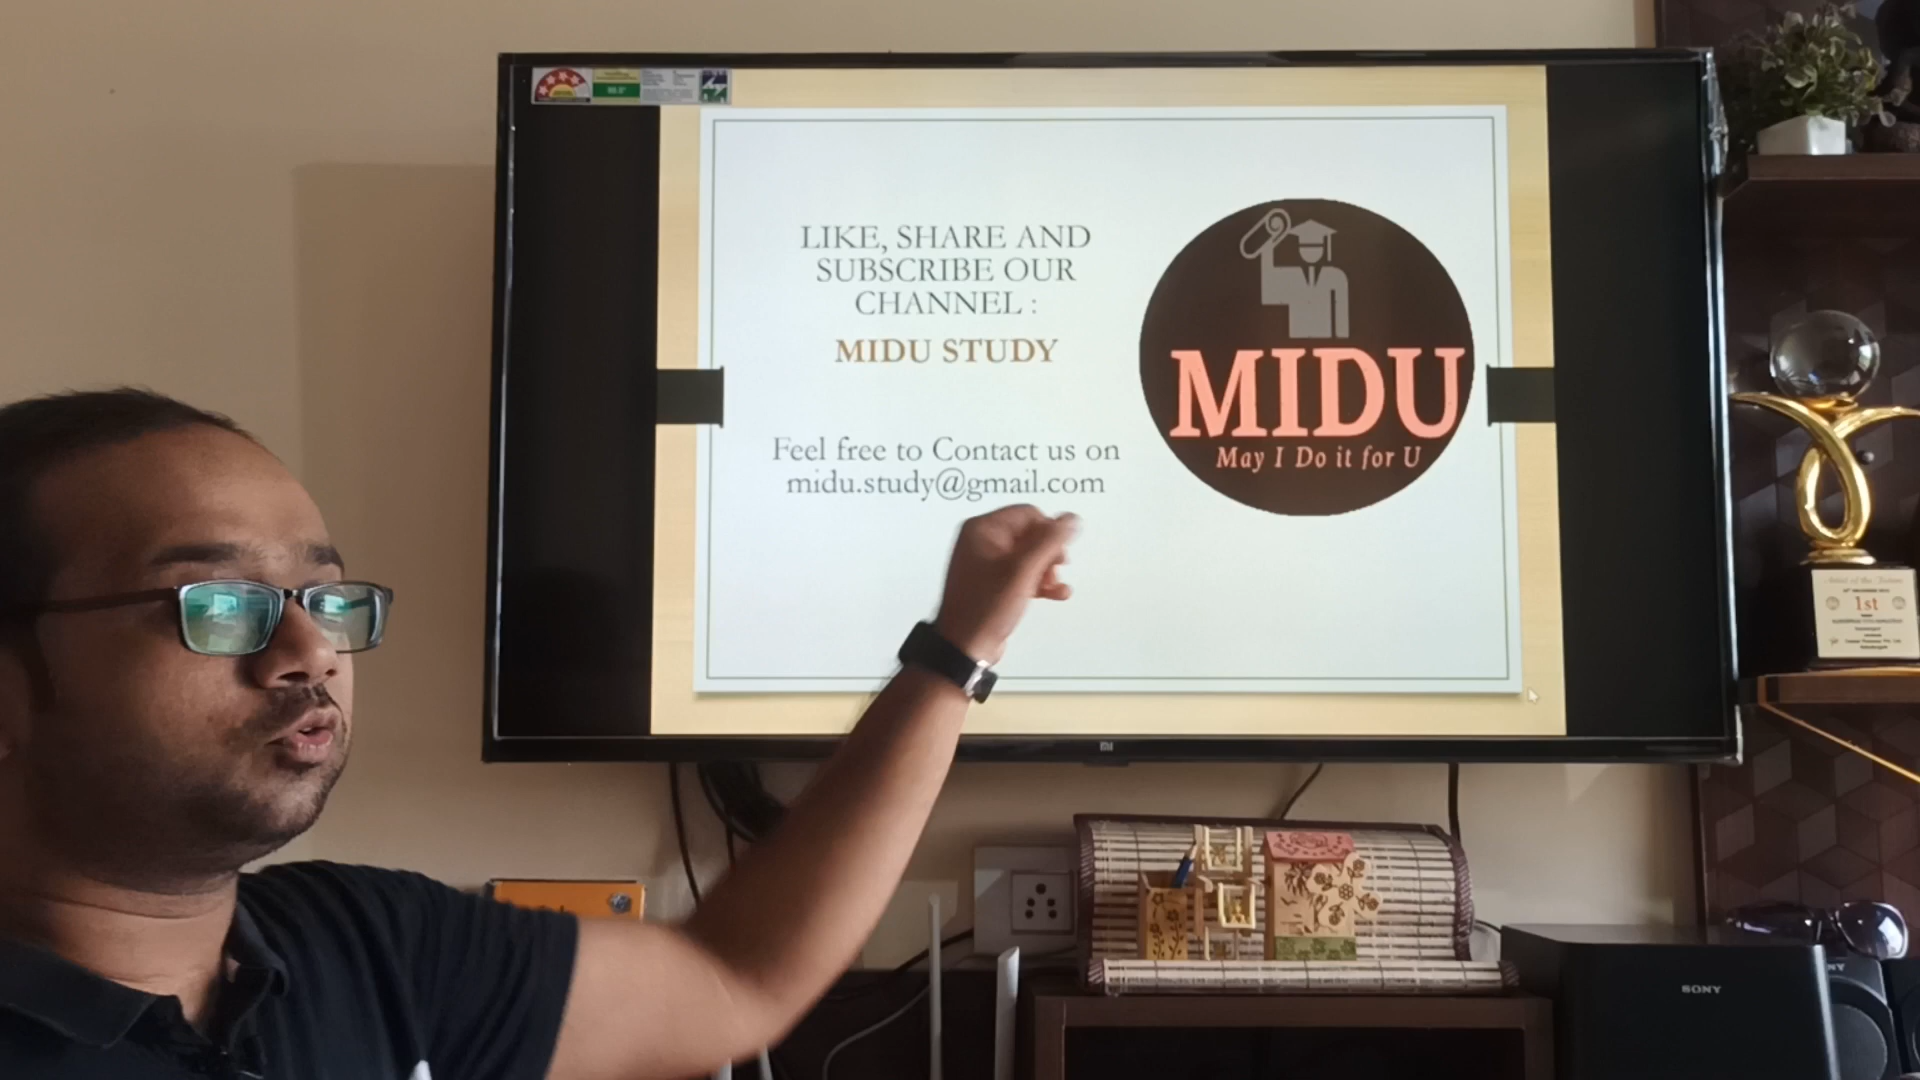 LIKE, SHARE AND
SUBSCRIBE OUR
CHANNEL :
MIDU STUDY
Feel free to Contact us on
midu.study@gmail.com
MIDU
May I Do it for U
mi
1st
SONY